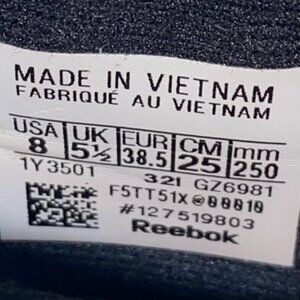 MADE IN VIETNAM
FABRIQUÉ AU VIETNAM
USA UK EUR CM mm
8 5½ 38.5 25 250
1Y3501 321 GZ6981
F5TT51X@00010
#127519803
Reebok